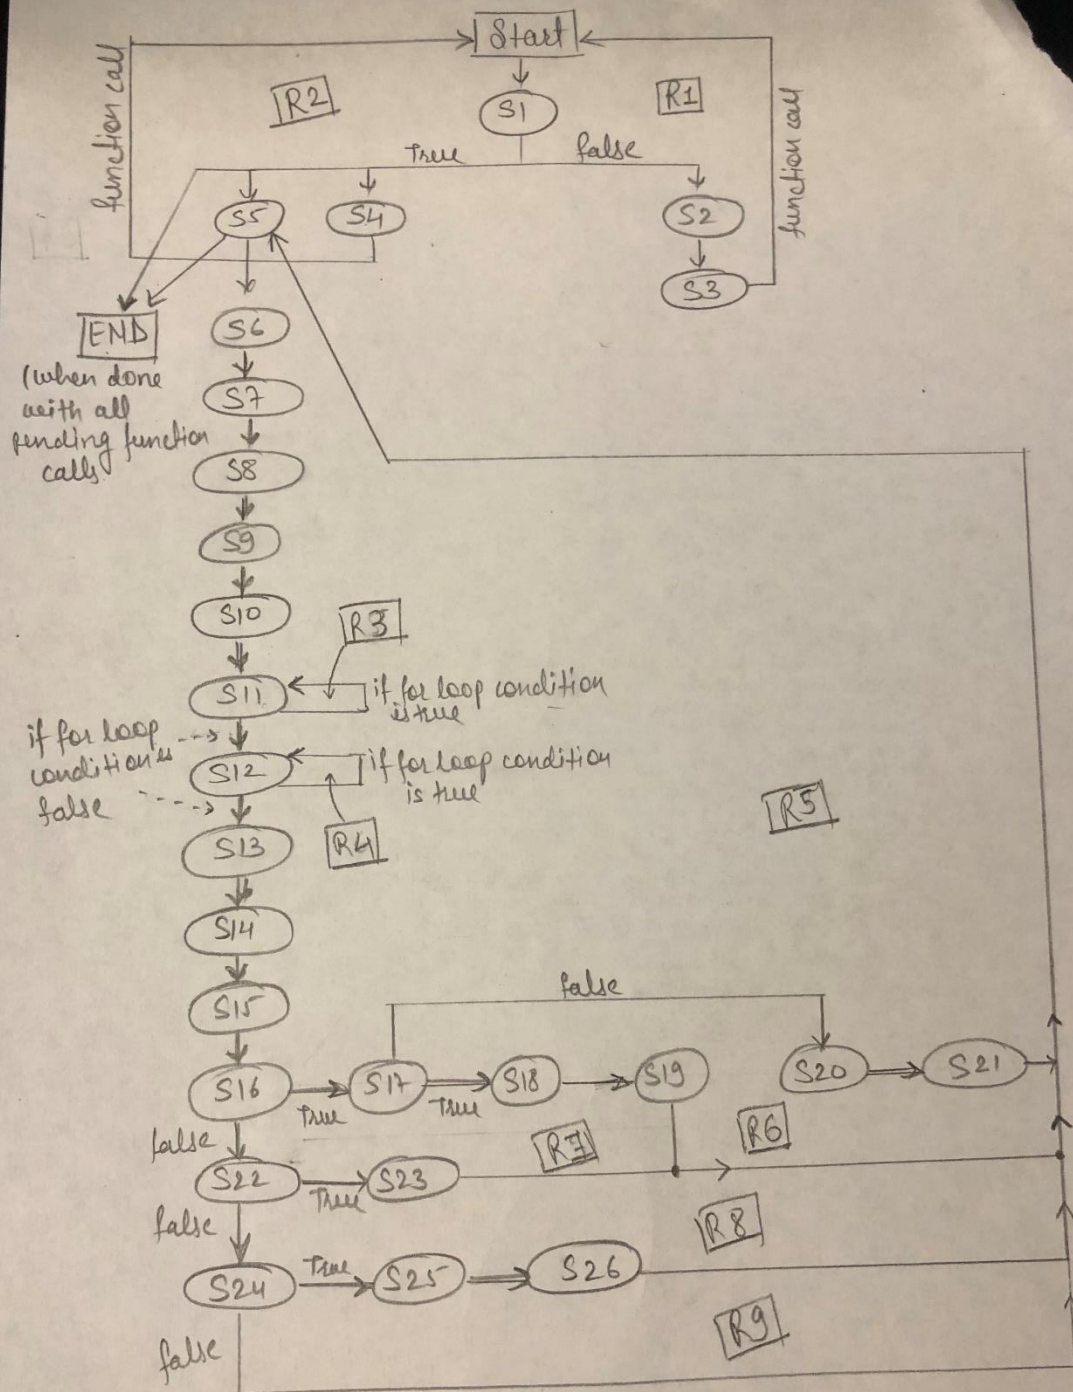 Start
function call
R2
R1
function call
S1
True
false
S5
S4
S2
S3
END
(when done
with all
pending function
calls.
S6
S7
S8
S9
S10
R3
S11
if for loop condition
is true
if for loop
condition is
false
S12
if for loop condition
is true
R4
S13
R5
S14
S15
false
S16
True
S17
True
S18
S19
S20
S21
false
R7
R6
S22
True
S23
false
R8
S24
True
S25
S26
false
R9